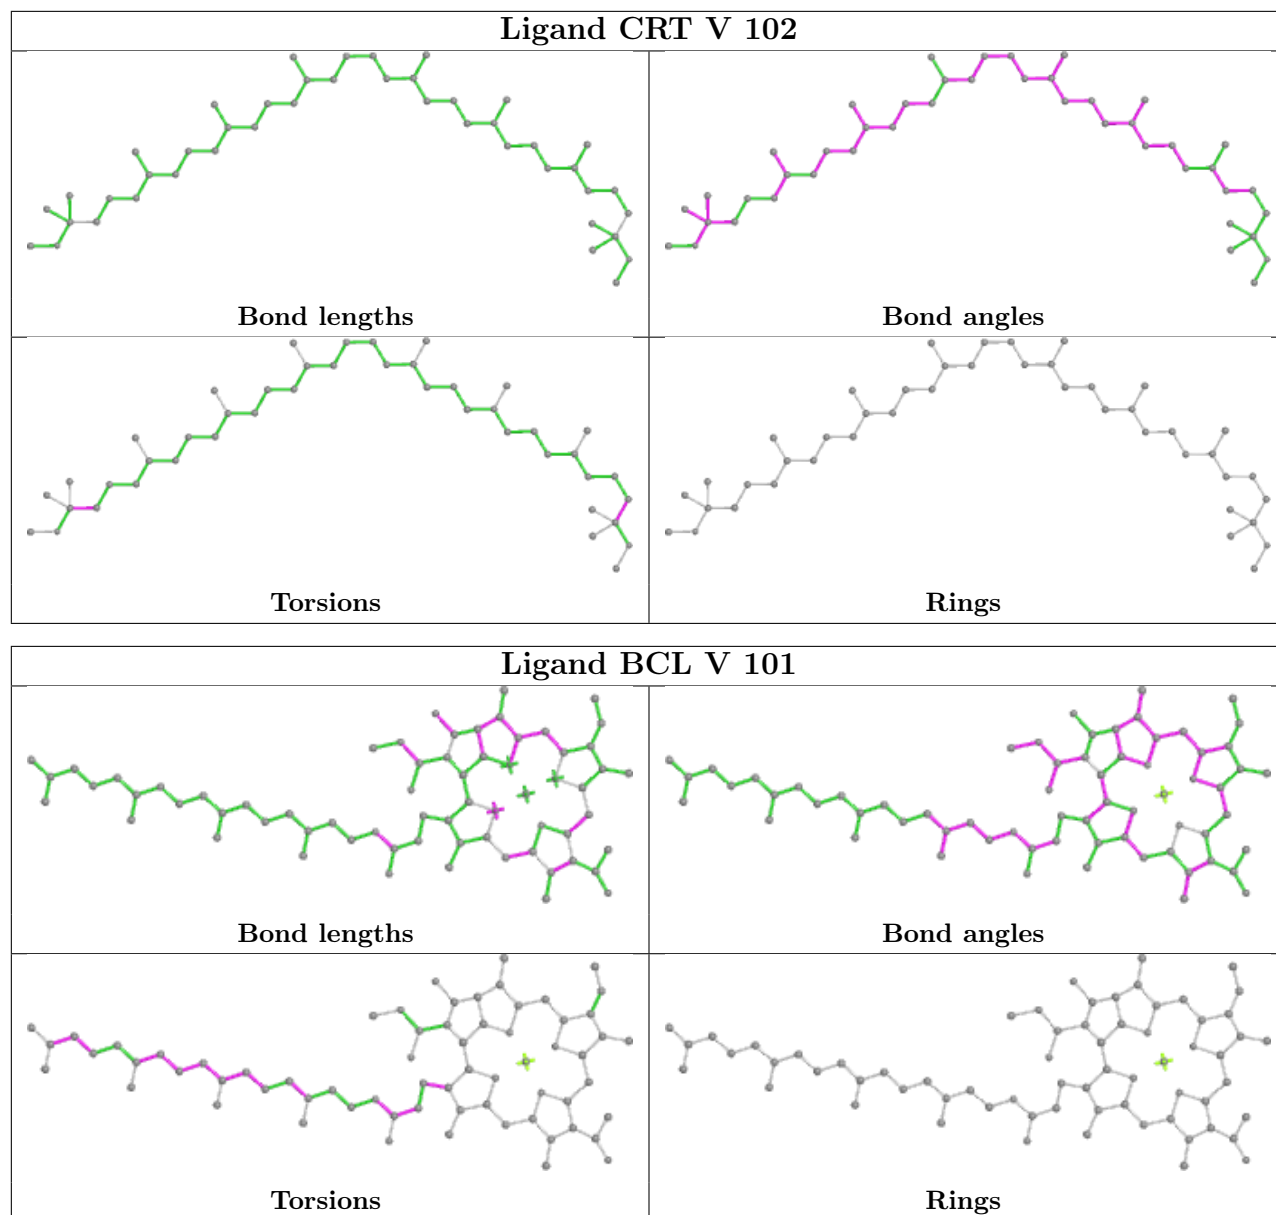 Ligand CRT V 102
Bond lengths
Bond angles
Torsions
Rings
Ligand BCL V 101
Bond lengths
Bond angles
Torsions
Rings